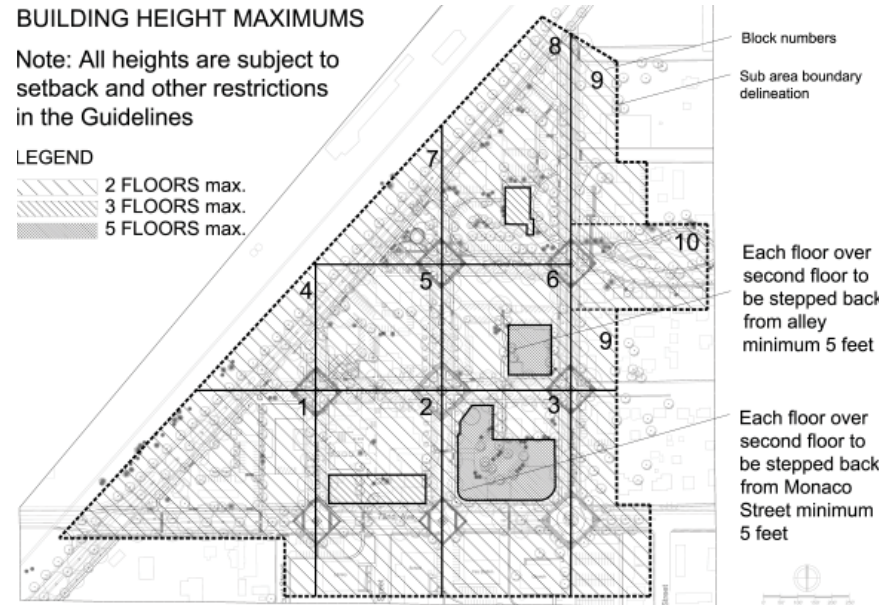 BUILDING HEIGHT MAXIMUMS
Note: All heights are subject to
setback and other restrictions
in the Guidelines
LEGEND
2 FLOORS max.
3 FLOORS max.
5 FLOORS max.
8
9
Block numbers
Sub area boundary
delineation
7
10
4
5
6
Each floor over
second floor to
be stepped back
from alley
minimum 5 feet
9
1
2
3
Each floor over
second floor to
be stepped back
from Monaco
Street minimum
5 feet
Street